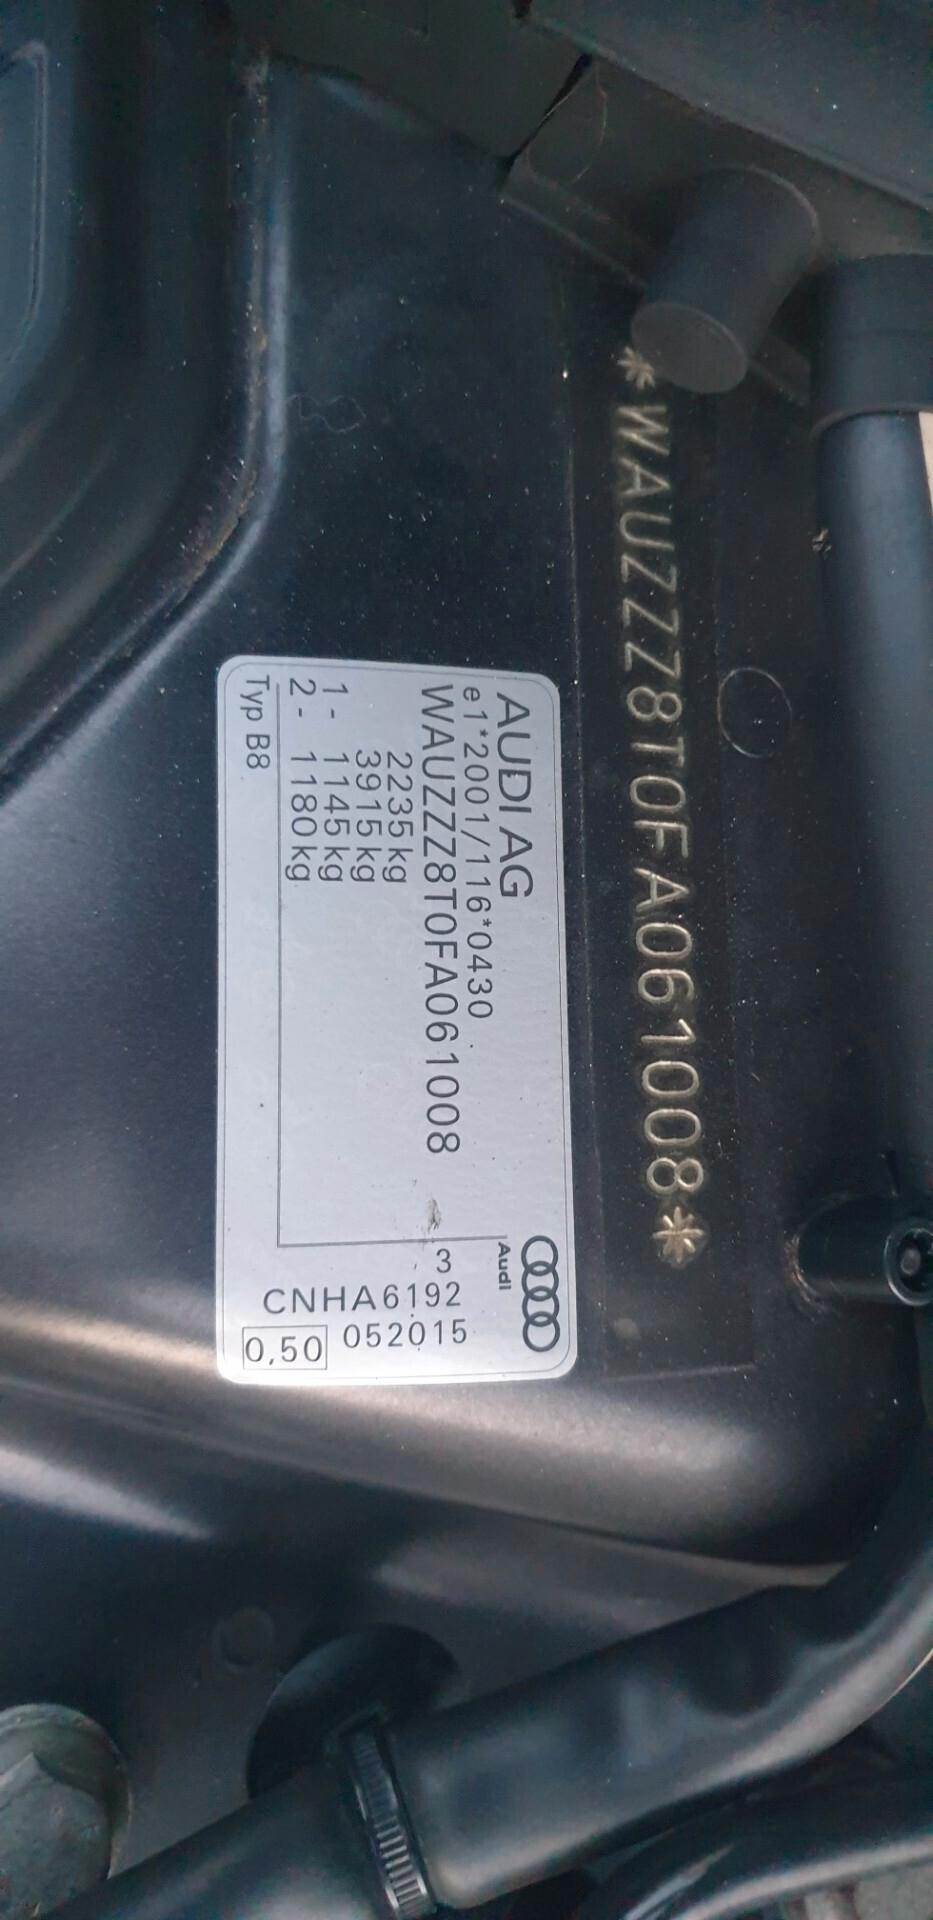 *WAUZZZ8T0FA061008*
AUDI AG
e1*2001/116*0430
WAUZZZ8T0FA061008
2235 kg
3915 kg
1 - 1145 kg
2 - 1180 kg
Typ B8
Audi
3
CNHA6192
052015
0,50